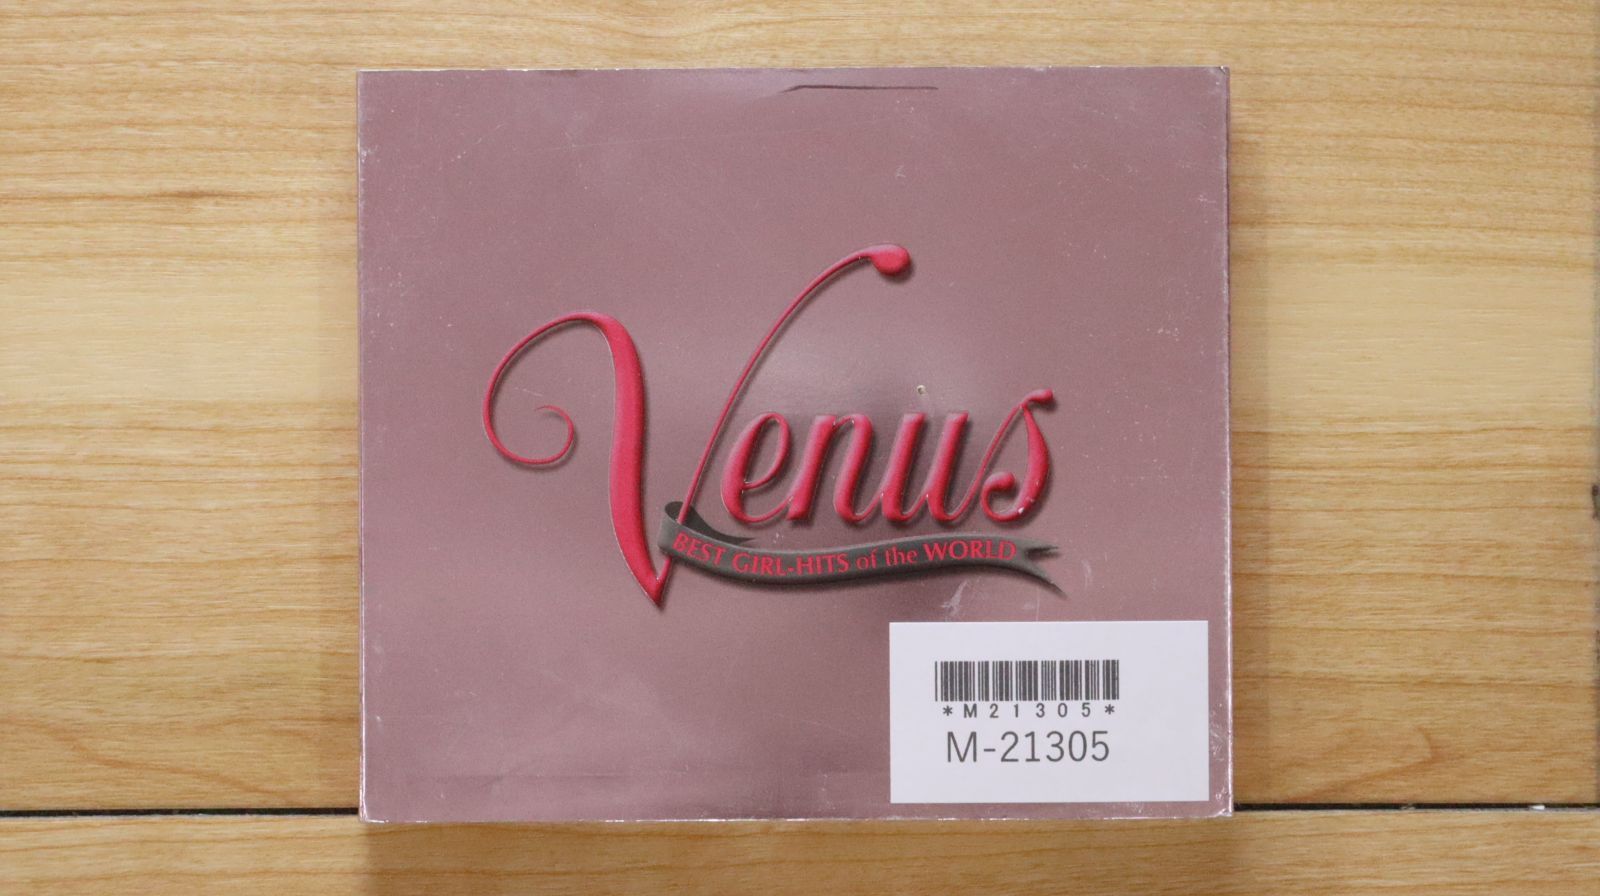 Venus
BEST GIRL-HITS of the WORLD
*M21305*
M-21305